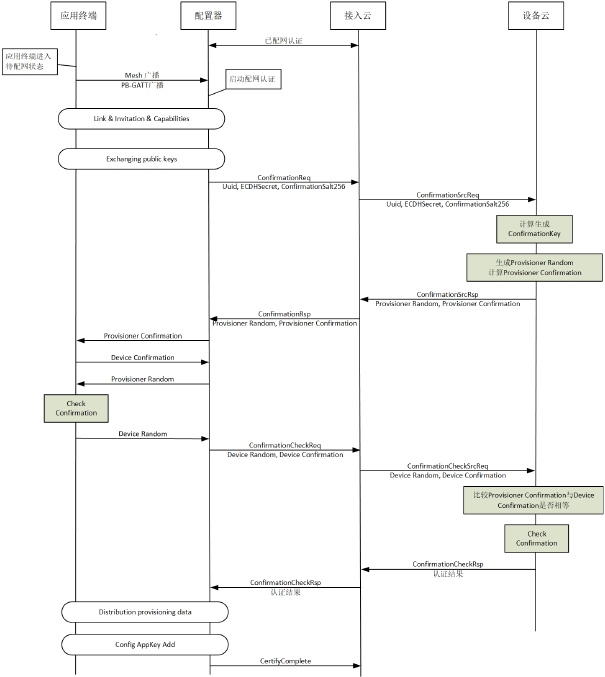 应用终端
配置器
接入云
设备云
已配网认证
应用终端进入
待配网状态
Mesh 广播
PB-GATT广播
启动配网认证
Link & Invitation & Capabilities
Exchanging public keys
ConfirmationReq
Uuid, ECDHSecret, ConfirmationSalt256
ConfirmationSrcReq
Uuid, ECDHSecret, ConfirmationSalt256
计算生成
ConfirmationKey
生成Provisioner Random
计算Provisioner Confirmation
ConfirmationSrcRsp
Provisioner Random, Provisioner Confirmation
ConfirmationRsp
Provisioner Random, Provisioner Confirmation
Provisioner Confirmation
Device Confirmation
Provisioner Random
Check
Confirmation
Device Random
ConfirmationCheckReq
Device Random, Device Confirmation
ConfirmationCheckSrcReq
Device Random, Device Confirmation
比较Provisioner Confirmation与Device
Confirmation是否相等
Check
Confirmation
ConfirmationCheckRsp
认证结果
ConfirmationCheckRsp
认证结果
Distribution provisioning data
Config AppKey Add
CertifyComplete